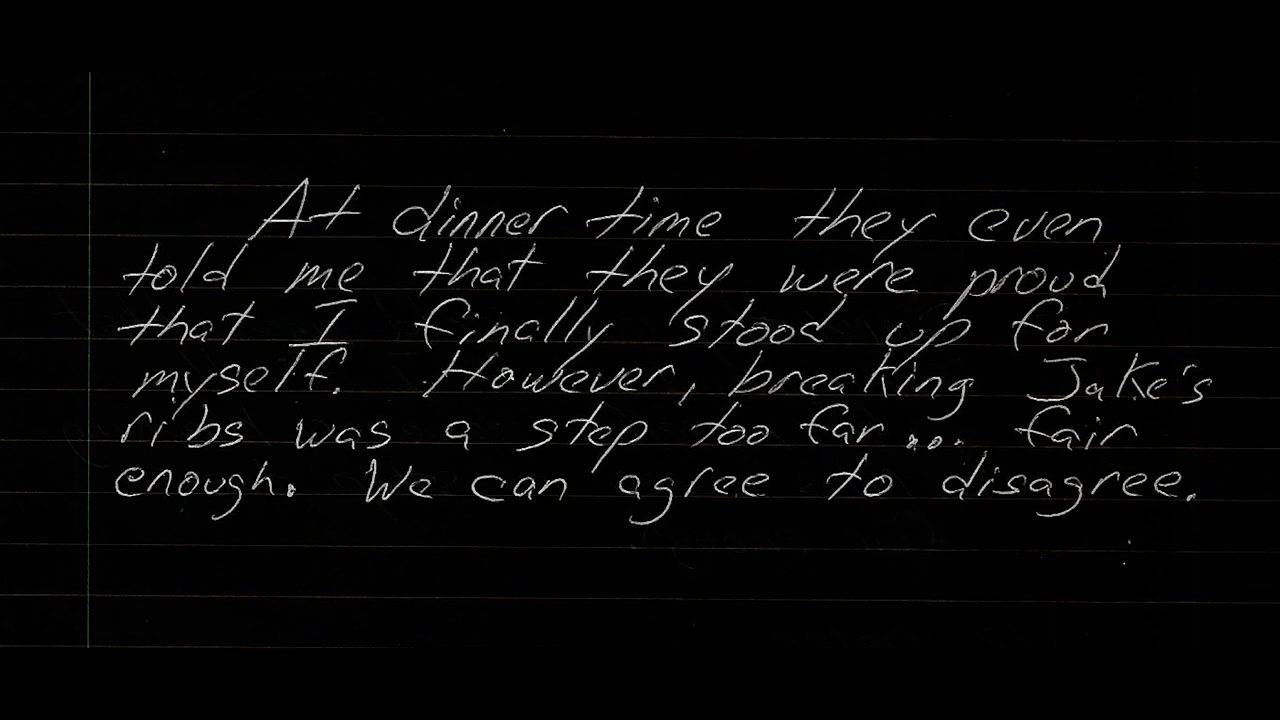 At dinner time they even
told me that they were proud
that I finally stood up for
myself. However, breaking Jake's
ribs was a step too far... fair
enough. We can agree to disagree.